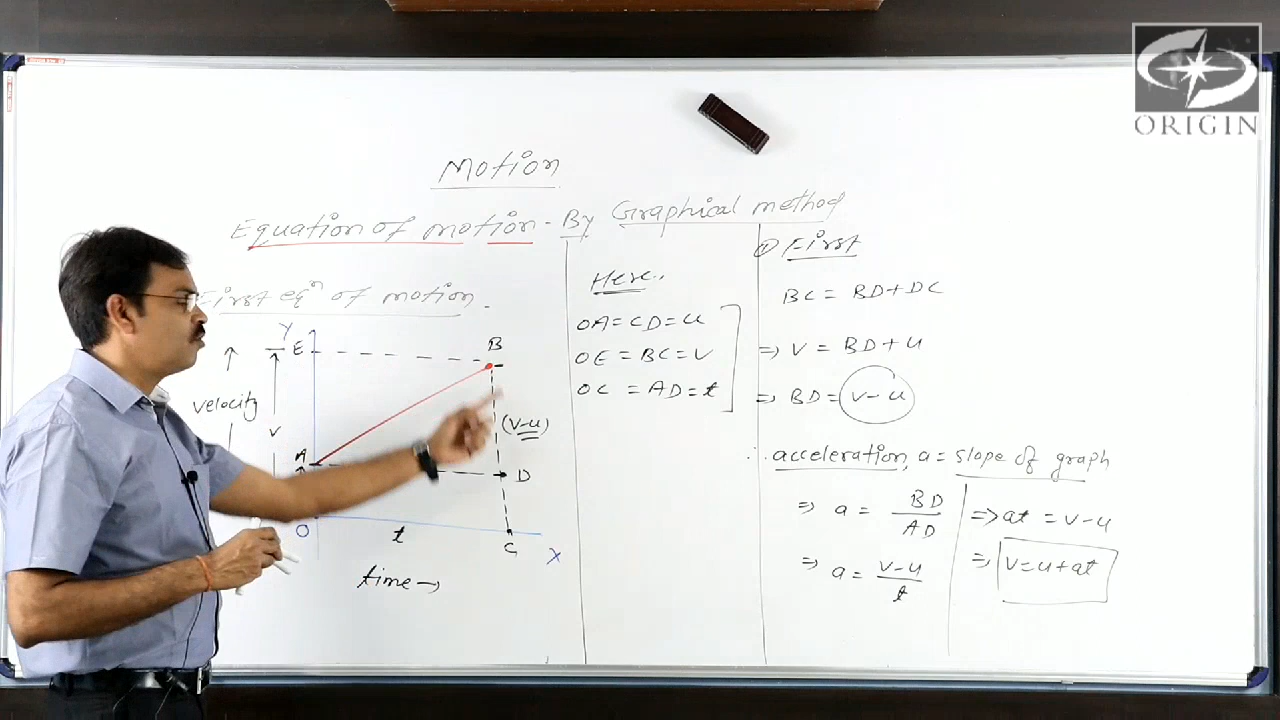 ORIGIN
Motion
Equation of motion - By Graphical method
First eqⁿ of motion.
Y
E
B
velocity
v
(v-u)
A
D
O
t
C
X
time →
Here,
OA = CD = u
OE = BC = v
OC = AD = t
① First
BC = BD + DC
⇒ v = BD + u
⇒ BD = v-u
∴ acceleration, a = slope of graph
⇒ a = BD/AD
⇒ a = v-u/t
⇒ at = v-u
⇒ v = u + at